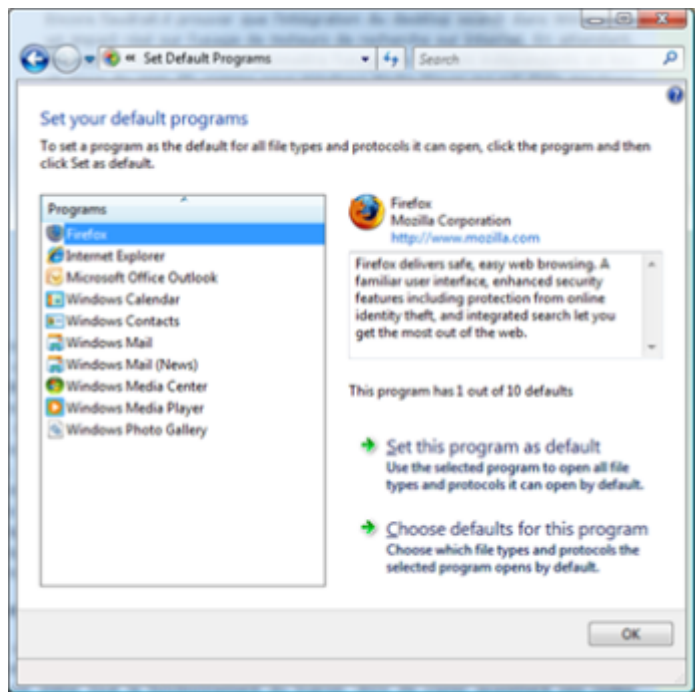 « Set Default Programs
Search
Set your default programs
To set a program as the default for all file types and protocols it can open, click the program and then
click Set as default.
Programs
Firefox
Internet Explorer
Microsoft Office Outlook
Windows Calendar
Windows Contacts
Windows Mail
Windows Mail (News)
Windows Media Center
Windows Media Player
Windows Photo Gallery
Firefox
Mozilla Corporation
http://www.mozilla.com
Firefox delivers safe, easy web browsing. A
familiar user interface, enhanced security
features including protection from online
identity theft, and integrated search let you
get the most out of the web.
This program has 1 out of 10 defaults
Set this program as default
Use the selected program to open all file
types and protocols it can open by default.
Choose defaults for this program
Choose which file types and protocols the
selected program opens by default.
OK